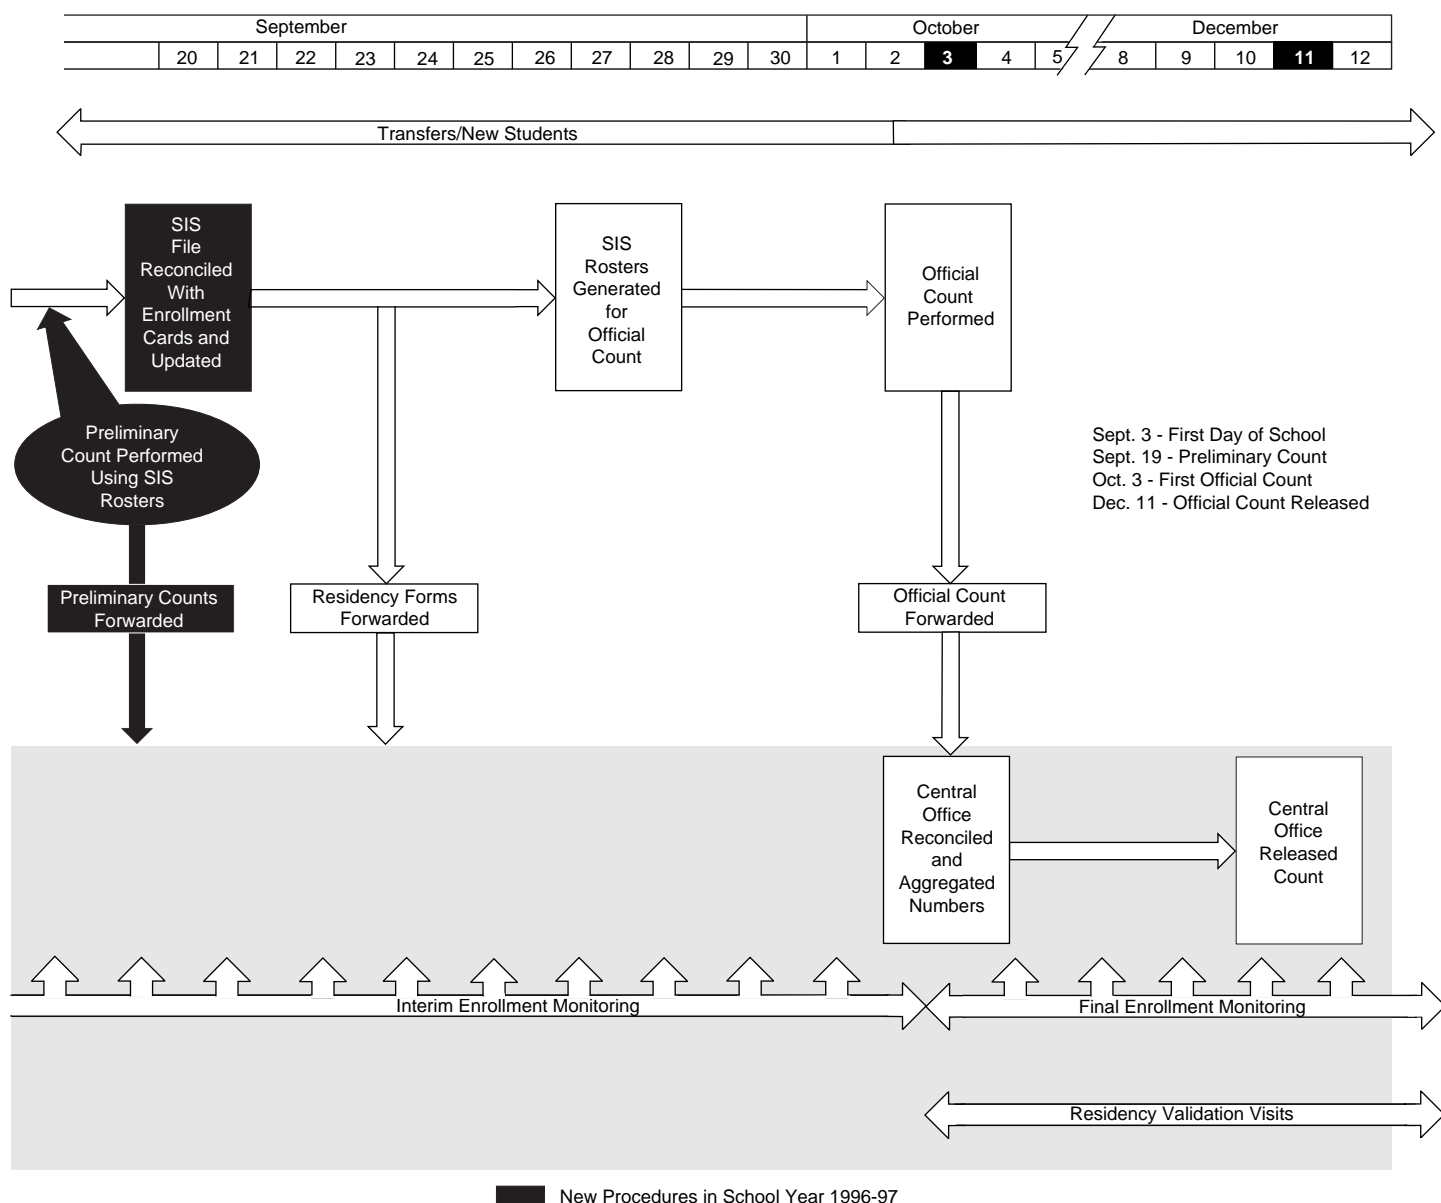 September
October
December
20 21 22 23 24 25 26 27 28 29 30 1 2 3 4 5 8 9 10 11 12
Transfers/New Students
SIS
File
Reconciled
With
Enrollment
Cards and
Updated
SIS
Rosters
Generated
for
Official
Count
Official
Count
Performed
Preliminary
Count Performed
Using SIS
Rosters
Sept. 3 - First Day of School
Sept. 19 - Preliminary Count
Oct. 3 - First Official Count
Dec. 11 - Official Count Released
Preliminary Counts
Forwarded
Residency Forms
Forwarded
Official Count
Forwarded
Central
Office
Reconciled
and
Aggregated
Numbers
Central
Office
Released
Count
Interim Enrollment Monitoring
Final Enrollment Monitoring
Residency Validation Visits
New Procedures in School Year 1996-97